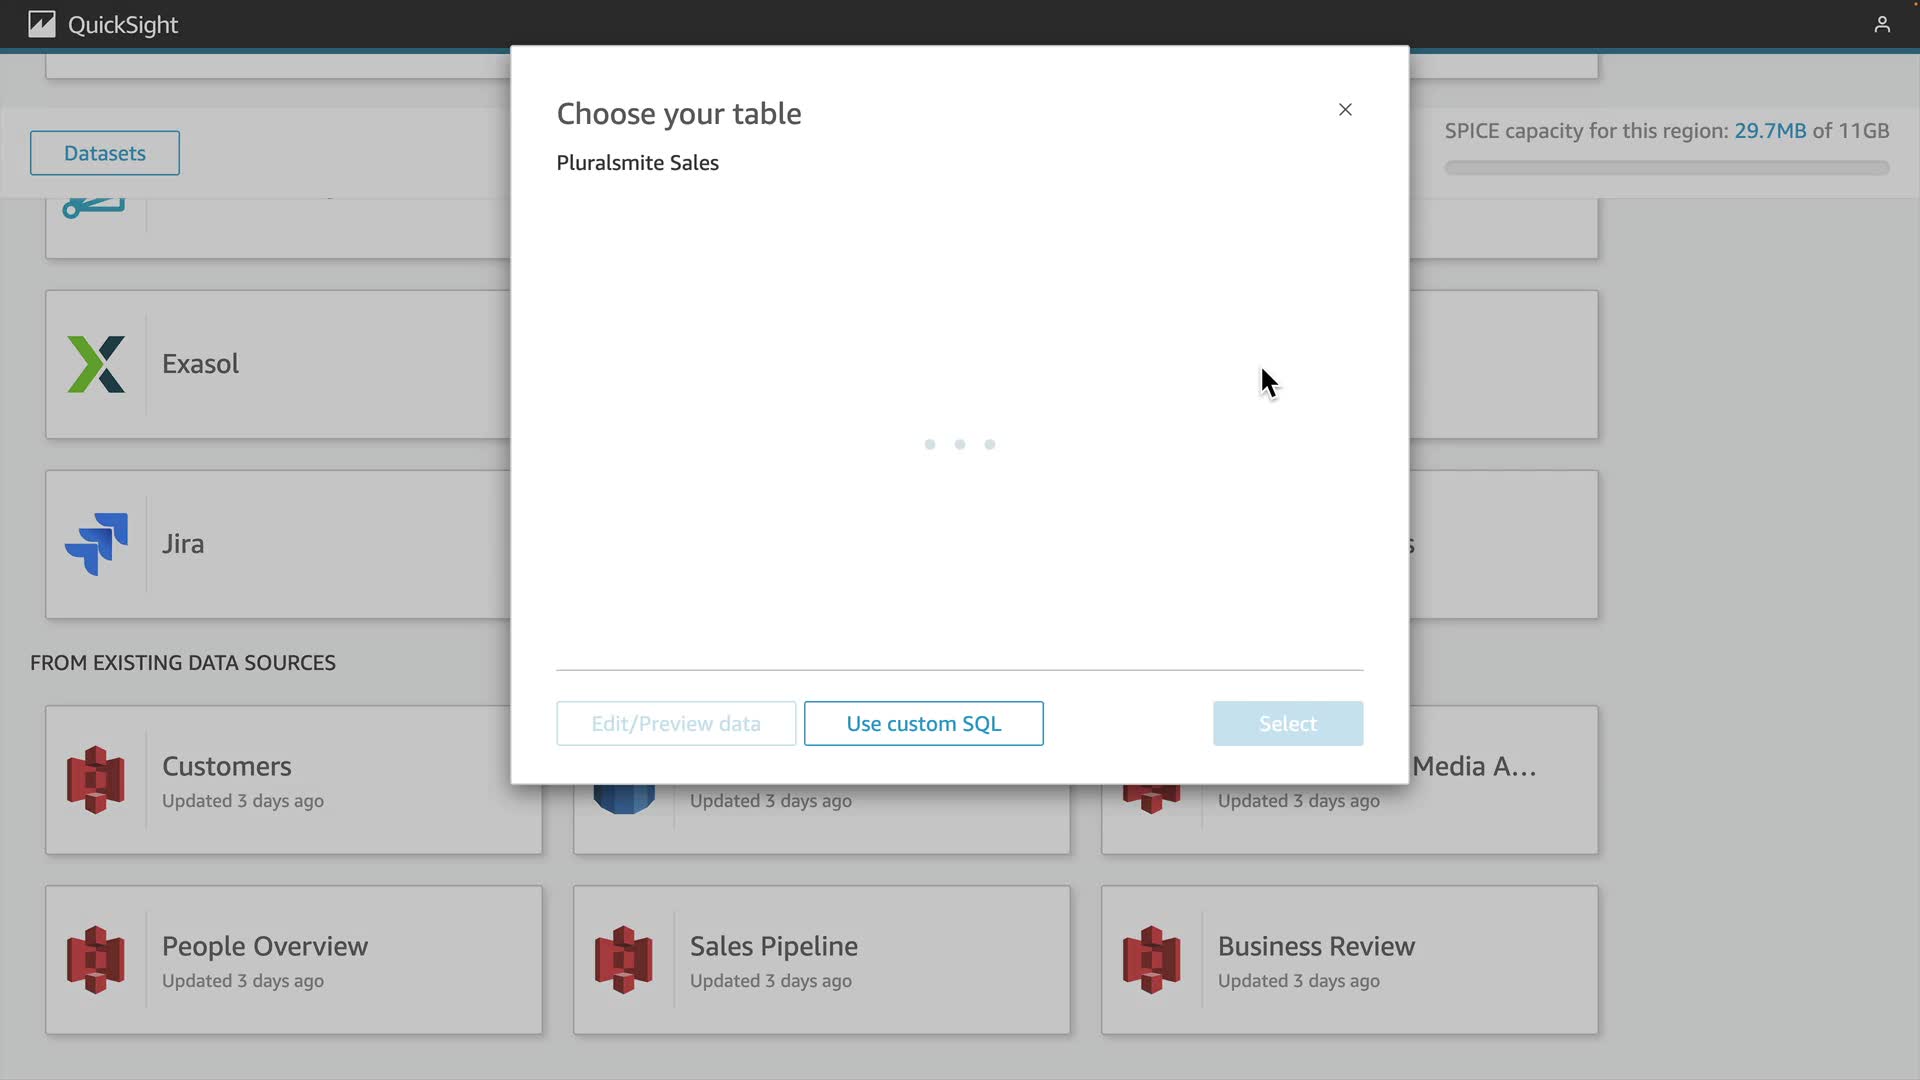 QuickSight
Choose your table
Pluralsmite Sales
Datasets
SPICE capacity for this region: 29.7MB of 11GB
Exasol
Jira
s
FROM EXISTING DATA SOURCES
Edit/Preview data
Use custom SQL
Select
Customers
Updated 3 days ago
Updated 3 days ago
Media A...
Updated 3 days ago
People Overview
Updated 3 days ago
Sales Pipeline
Updated 3 days ago
Business Review
Updated 3 days ago